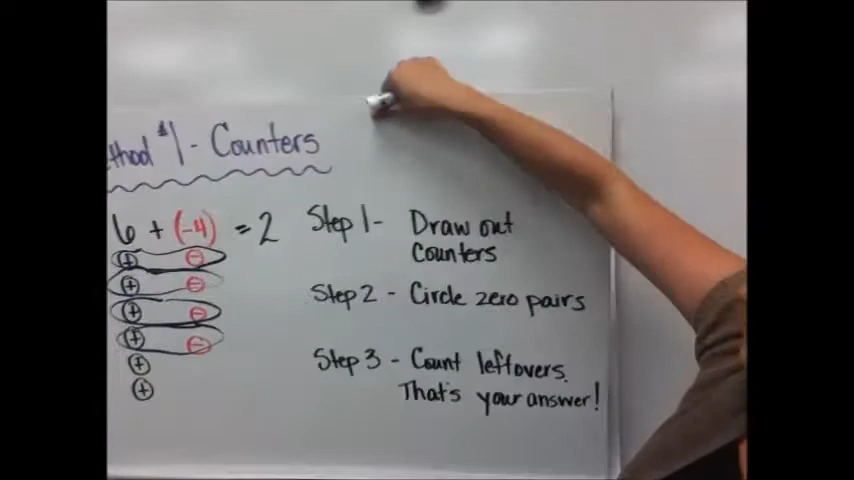 thod #1 - Counters
6 + (-4) = 2
Step 1 - Draw out
Counters
Step 2 - Circle zero pairs
Step 3 - Count leftovers.
That's your answer!
+ -
+ -
+ -
+ -
+
+